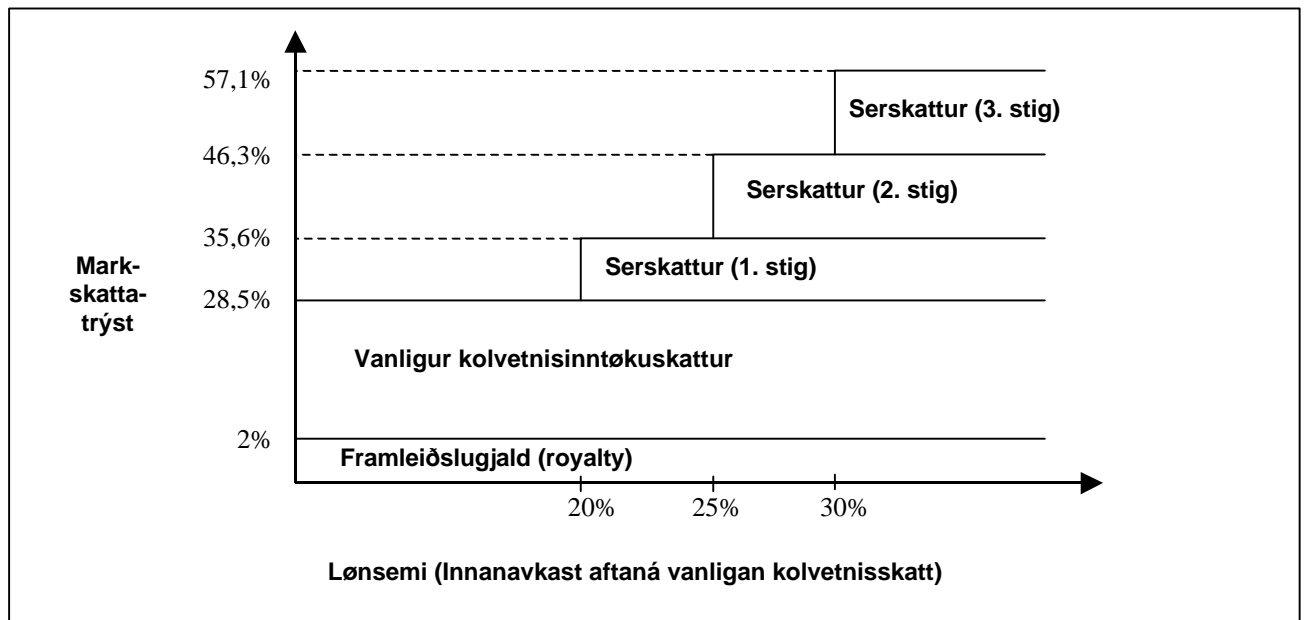 57,1%
Serskattur (3. stig)
46,3%
Serskattur (2. stig)
35,6%
Serskattur (1. stig)
Mark-
skatta-
trýst
28,5%
Vanligur kolvetnisinntøkuskattur
2%
Framleiðslugjald (royalty)
20%
25%
30%
Lønsemi (Innanavkast aftaná vanligan kolvetnisskatt)